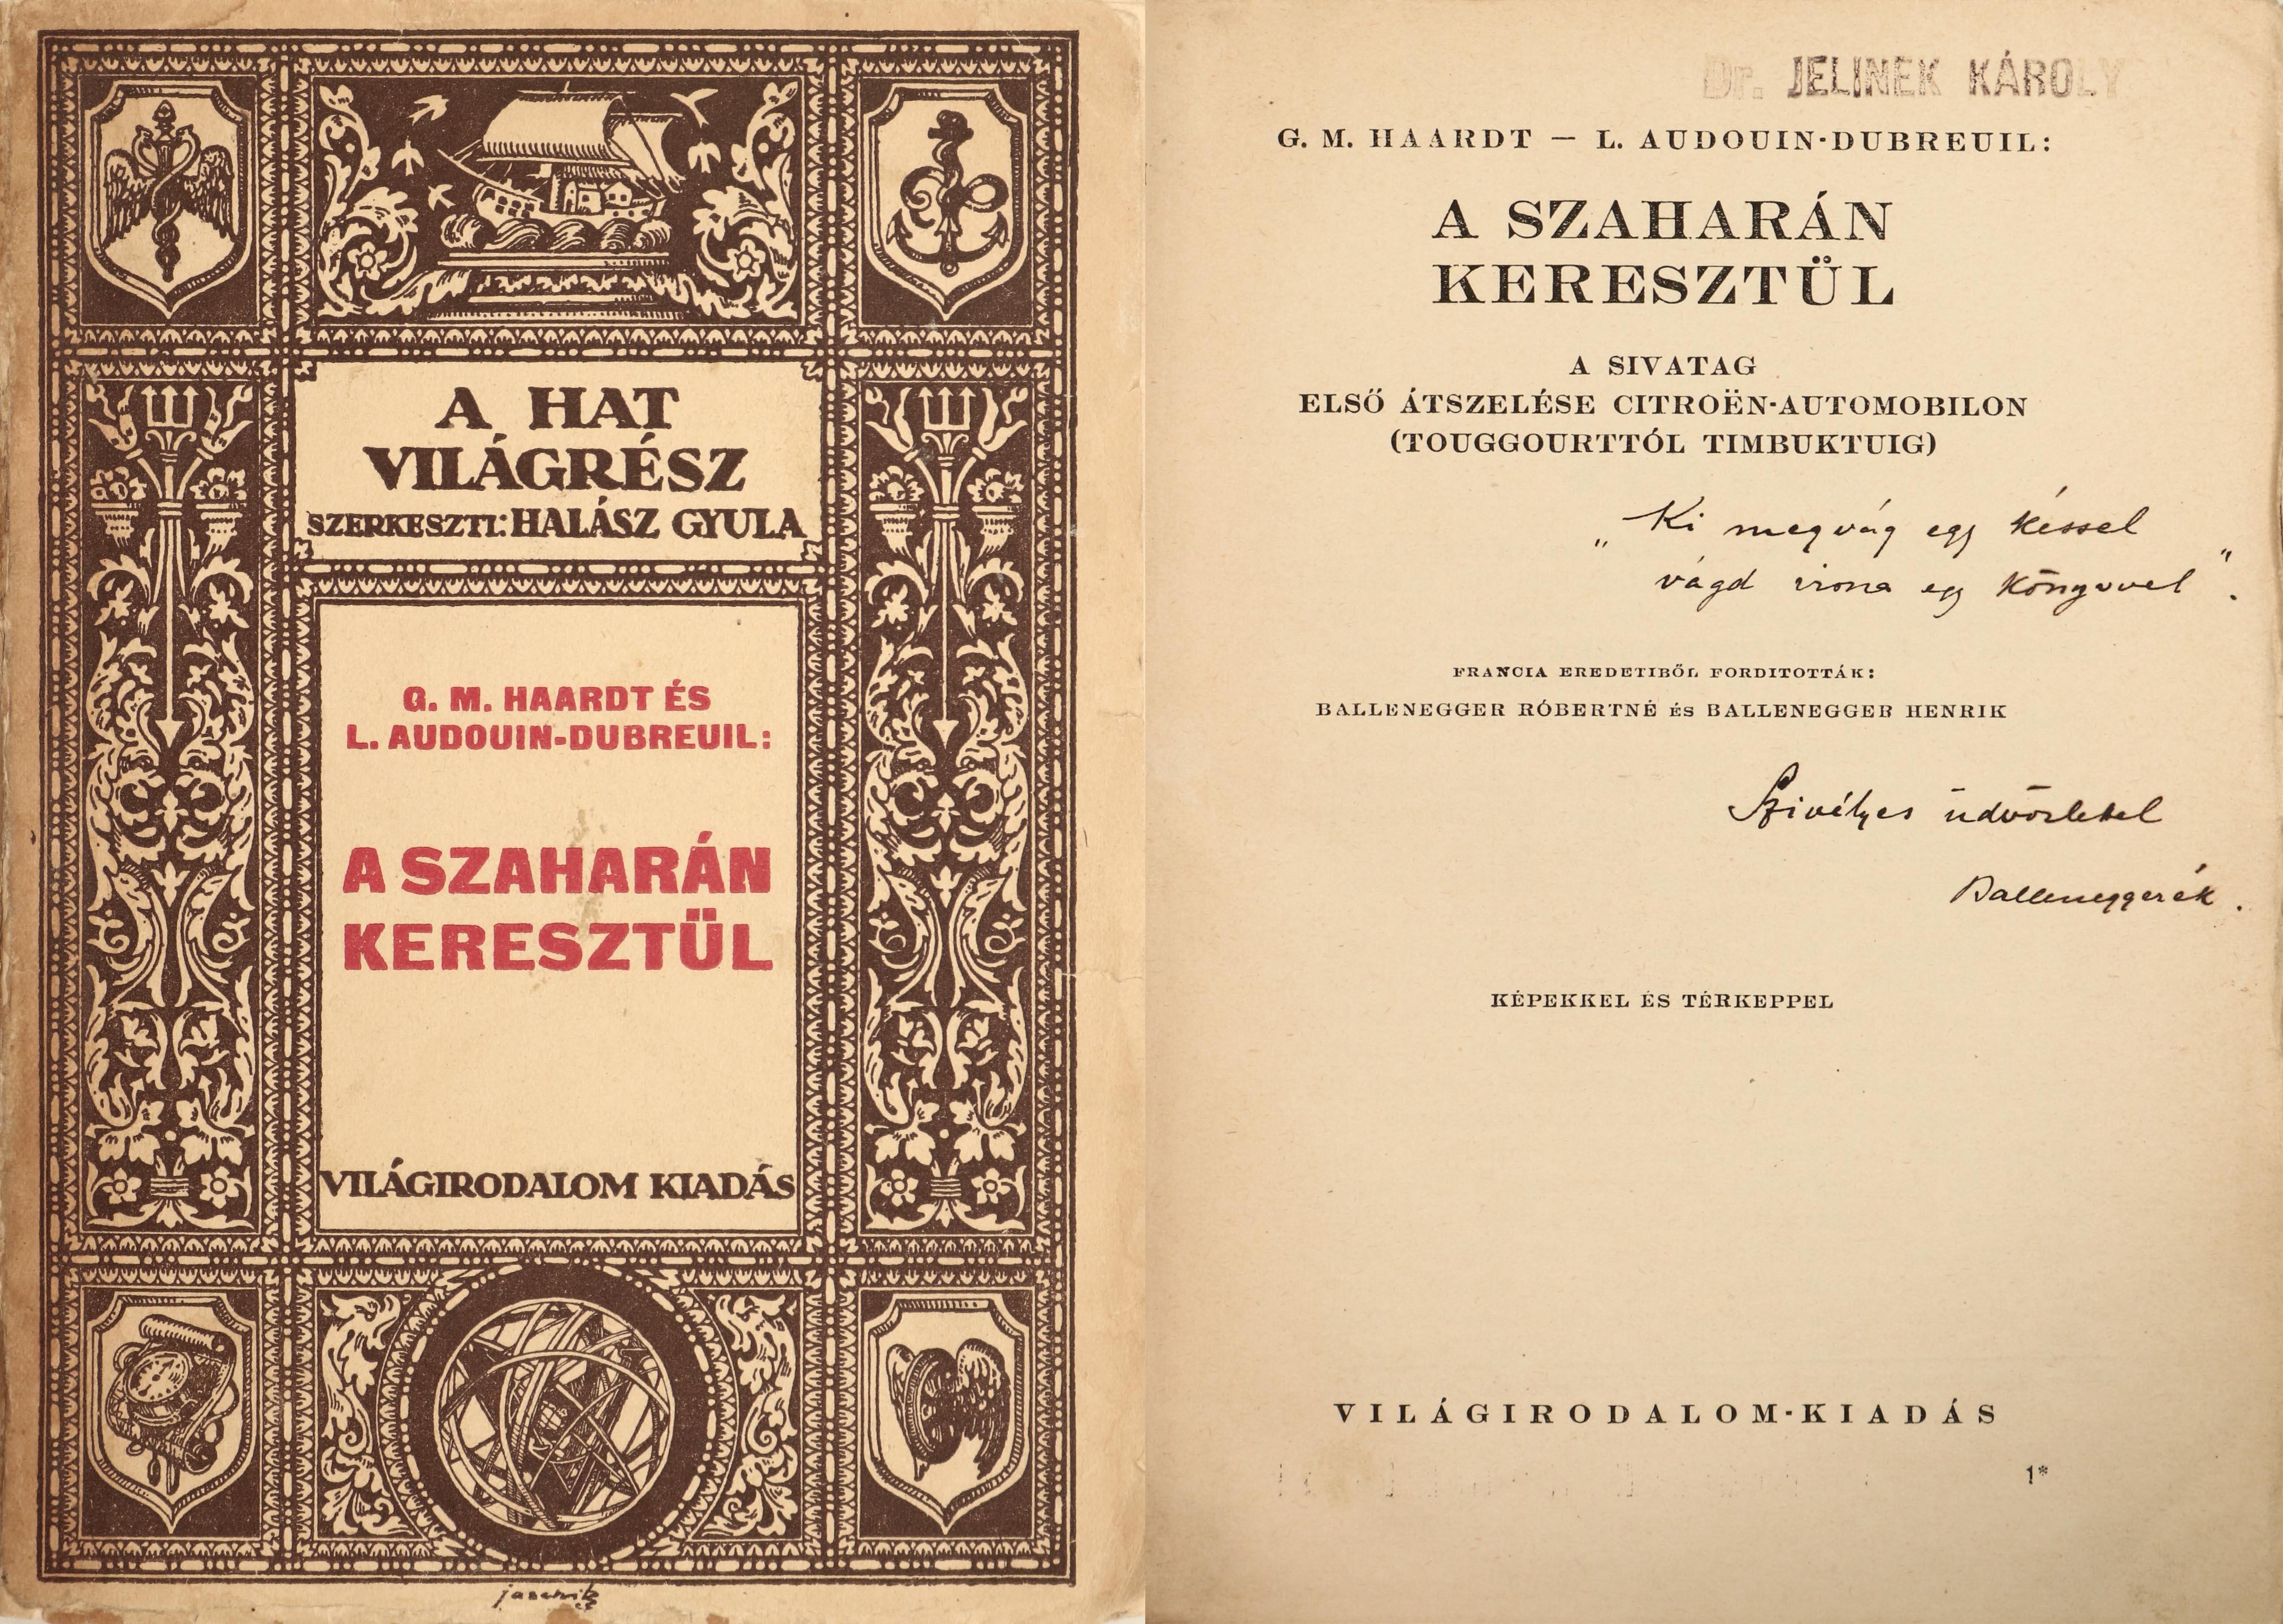 A HAT
VILÁGRÉSZ
SZERKESZTI: HALÁSZ GYULA
G. M. HAARDT ÉS
L. AUDOUIN-DUBREUIL:
A SZAHARÁN
KERESZTÜL
VILÁGIRODALOM KIADÁS
jaschik
Dr. JELINEK KÁROLY
G. M. HAARDT — L. AUDOUIN-DUBREUIL:
A SZAHARÁN
KERESZTÜL
A SIVATAG
ELSŐ ÁTSZELÉSE CITROËN-AUTOMOBILON
(TOUGGOURTTÓL TIMBUKTUIG)
„Ki megvág egy késsel
vágd vissza egy könyvvel".
FRANCIA EREDETIBŐL FORDITOTTÁK:
BALLENEGGER RÓBERTNÉ ÉS BALLENEGGER HENRIK
Szivélyes üdvözlettel
Balleneggerék.
KÉPEKKEL ÉS TÉRKEPPEL
VILÁGIRODALOM-KIADÁS
1*